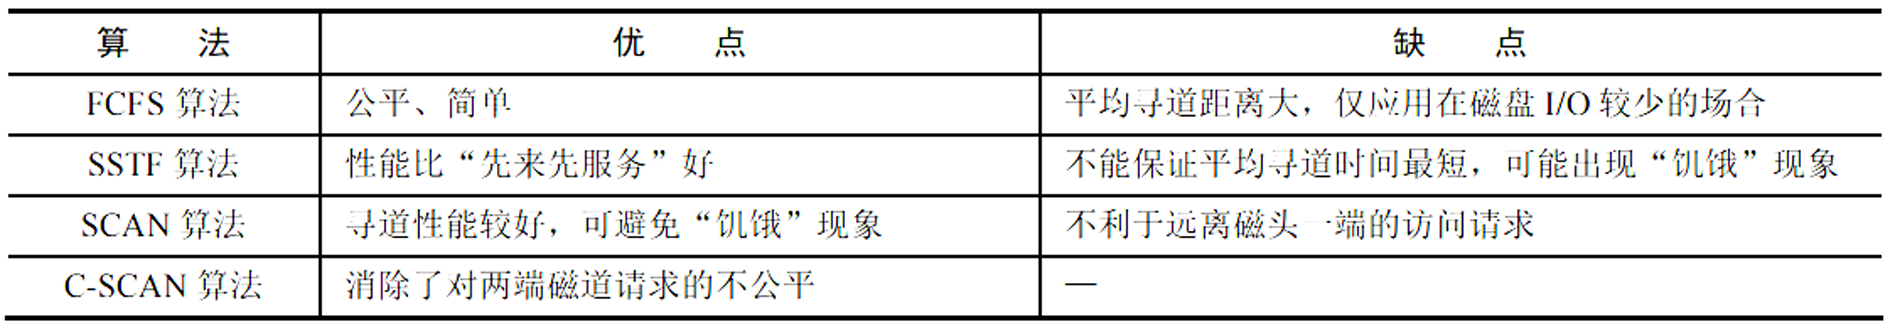 算 法 优 点 缺 点
FCFS 算法 公平、简单 平均寻道距离大，仅应用在磁盘 I/O 较少的场合
SSTF 算法 性能比“先来先服务”好 不能保证平均寻道时间最短，可能出现“饥饿”现象
SCAN 算法 寻道性能较好，可避免“饥饿”现象 不利于远离磁头一端的访问请求
C-SCAN 算法 消除了对两端磁道请求的不公平 —